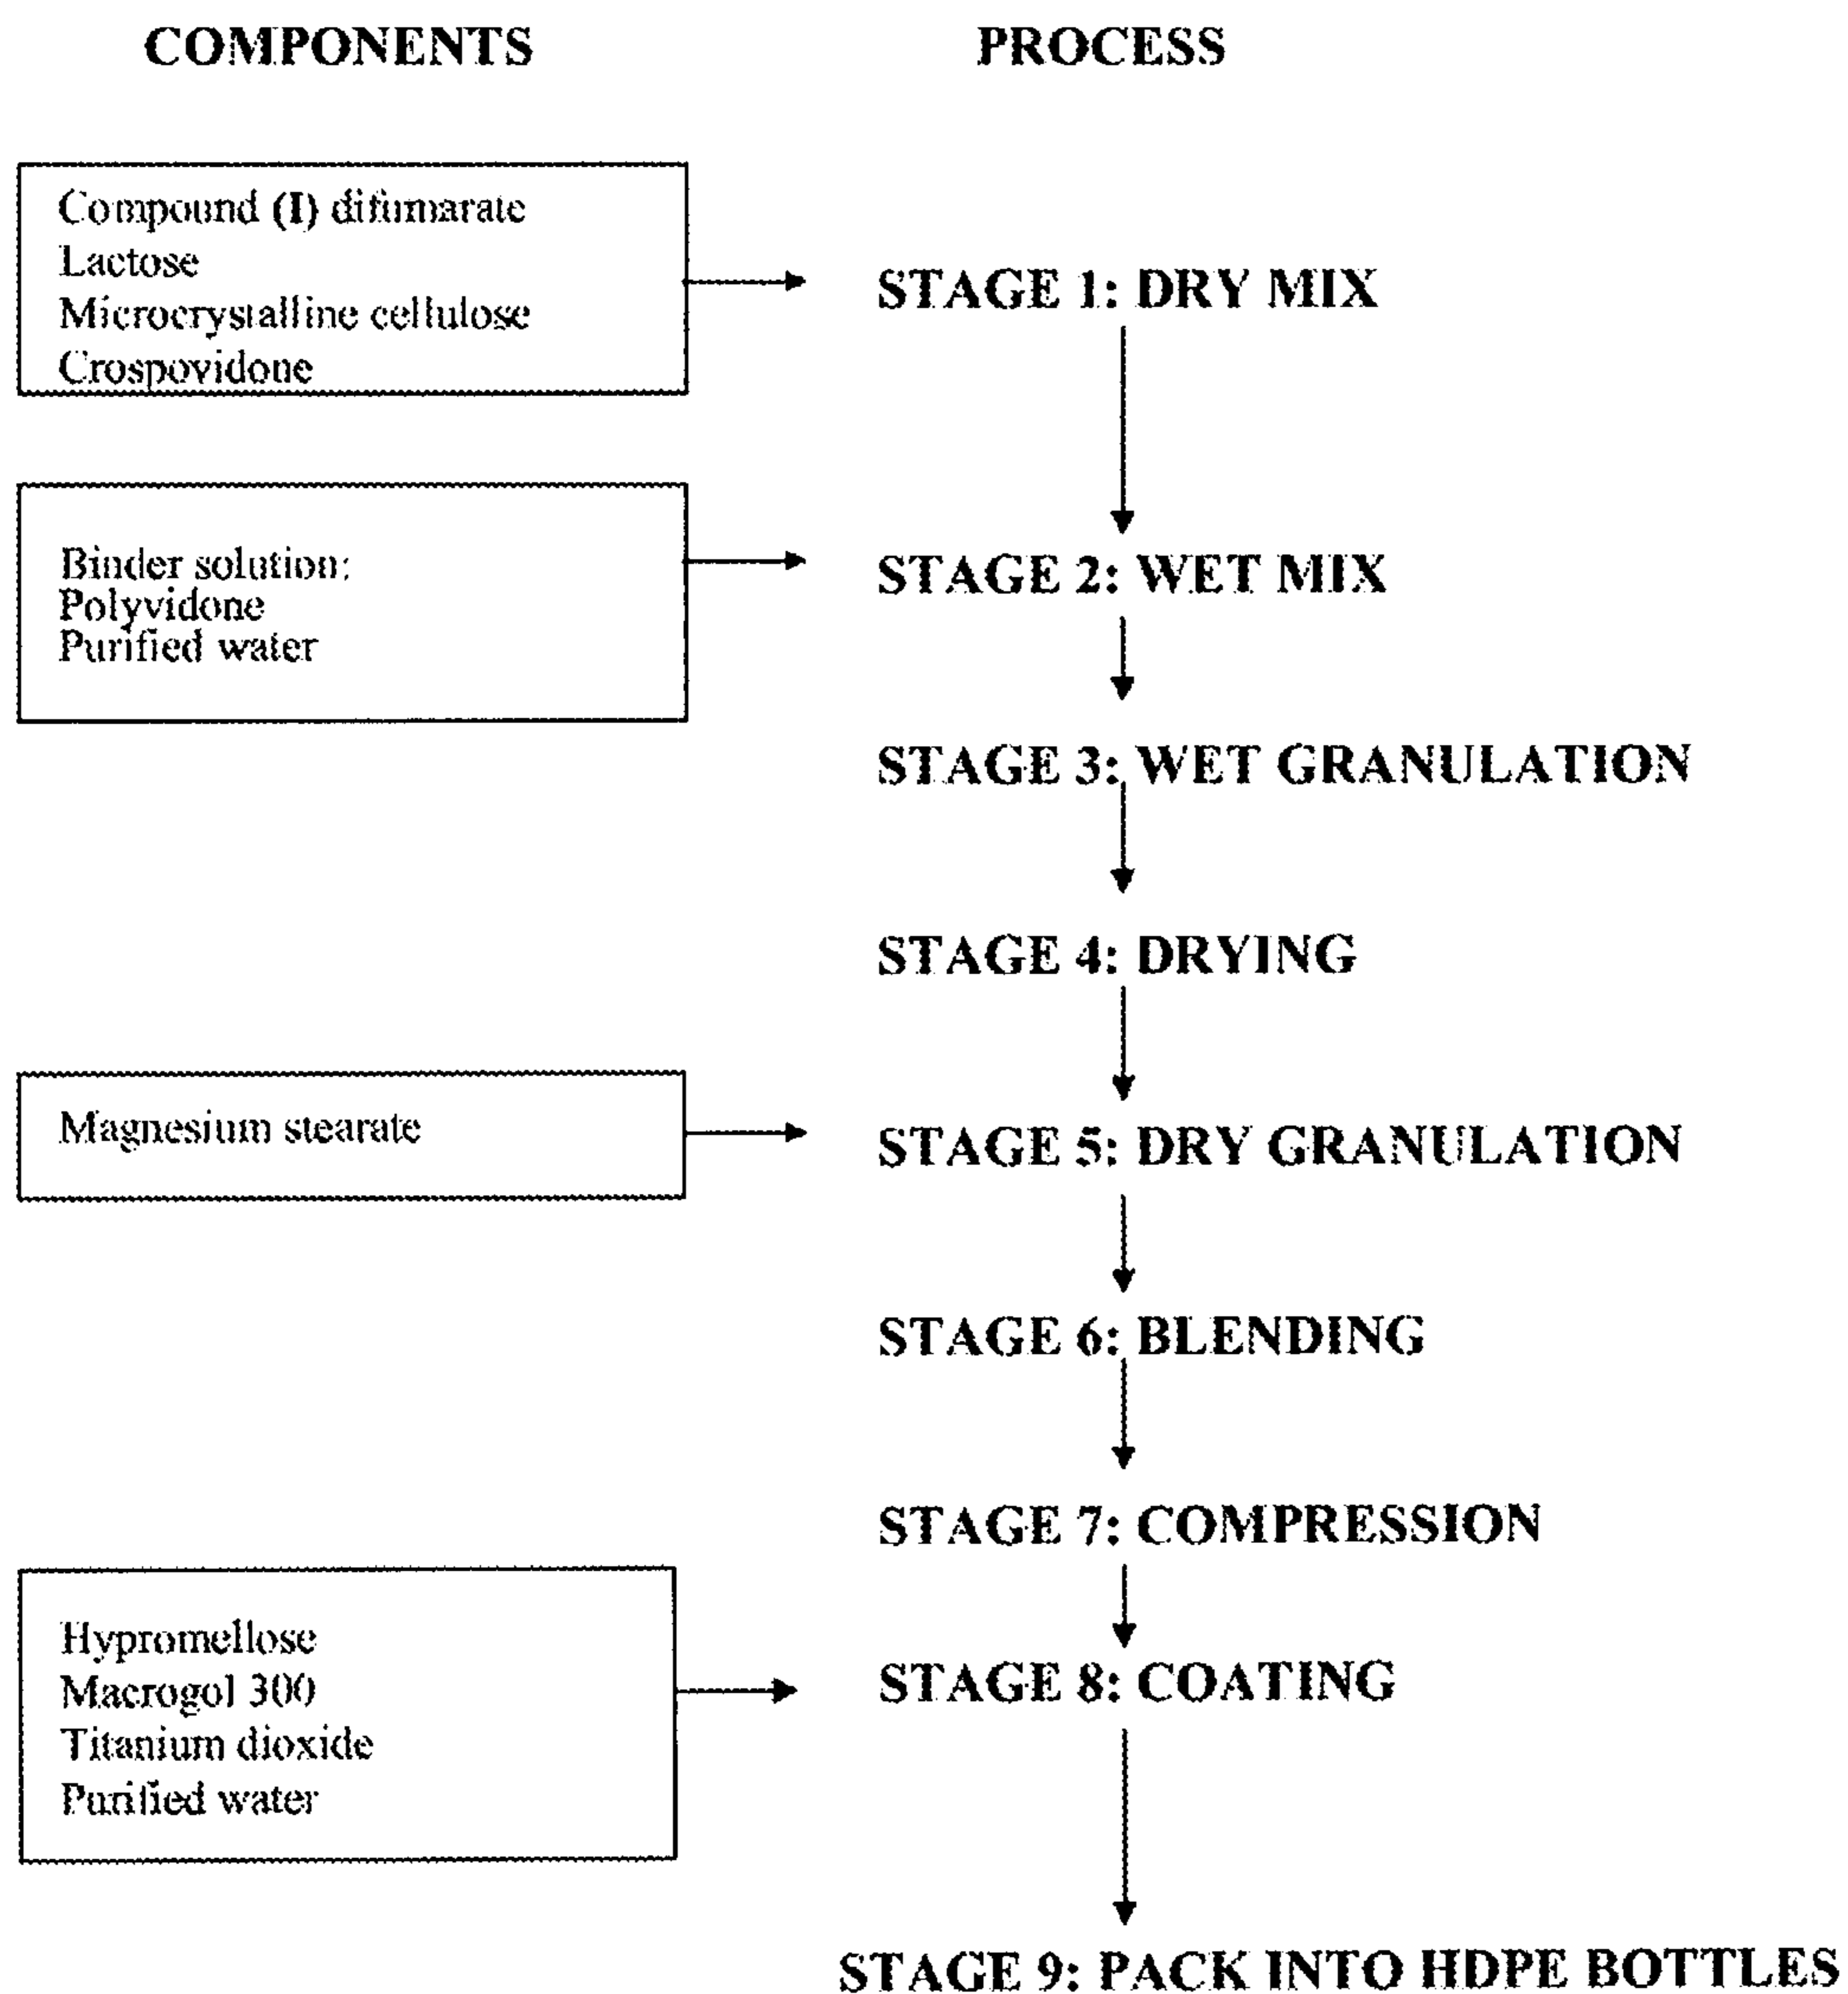 COMPONENTS PROCESS
Compound (I) difumarate
Lactose
Microcrystalline cellulose
Crospovidone
STAGE 1: DRY MIX
Binder solution:
Polyvidone
Purified water
STAGE 2: WET MIX
STAGE 3: WET GRANULATION
STAGE 4: DRYING
Magnesium stearate
STAGE 5: DRY GRANULATION
STAGE 6: BLENDING
STAGE 7: COMPRESSION
Hypromellose
Macrogol 300
Titanium dioxide
Purified water
STAGE 8: COATING
STAGE 9: PACK INTO HDPE BOTTLES